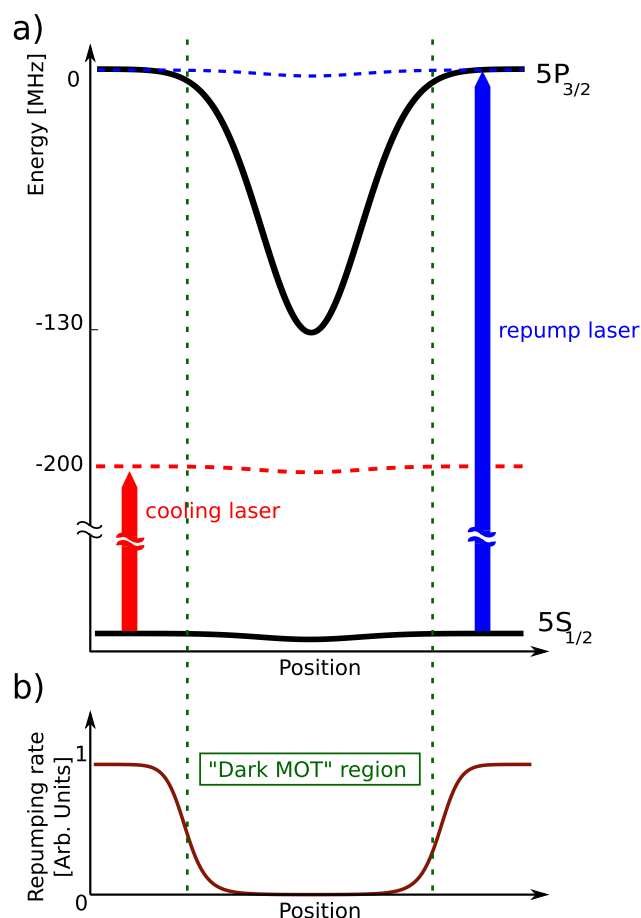 a)
Energy [MHz]
0
-130
-200
5P3/2
repump laser
cooling laser
5S1/2
Position
b)
Repumping rate
[Arb. Units]
1
0
"Dark MOT" region
Position